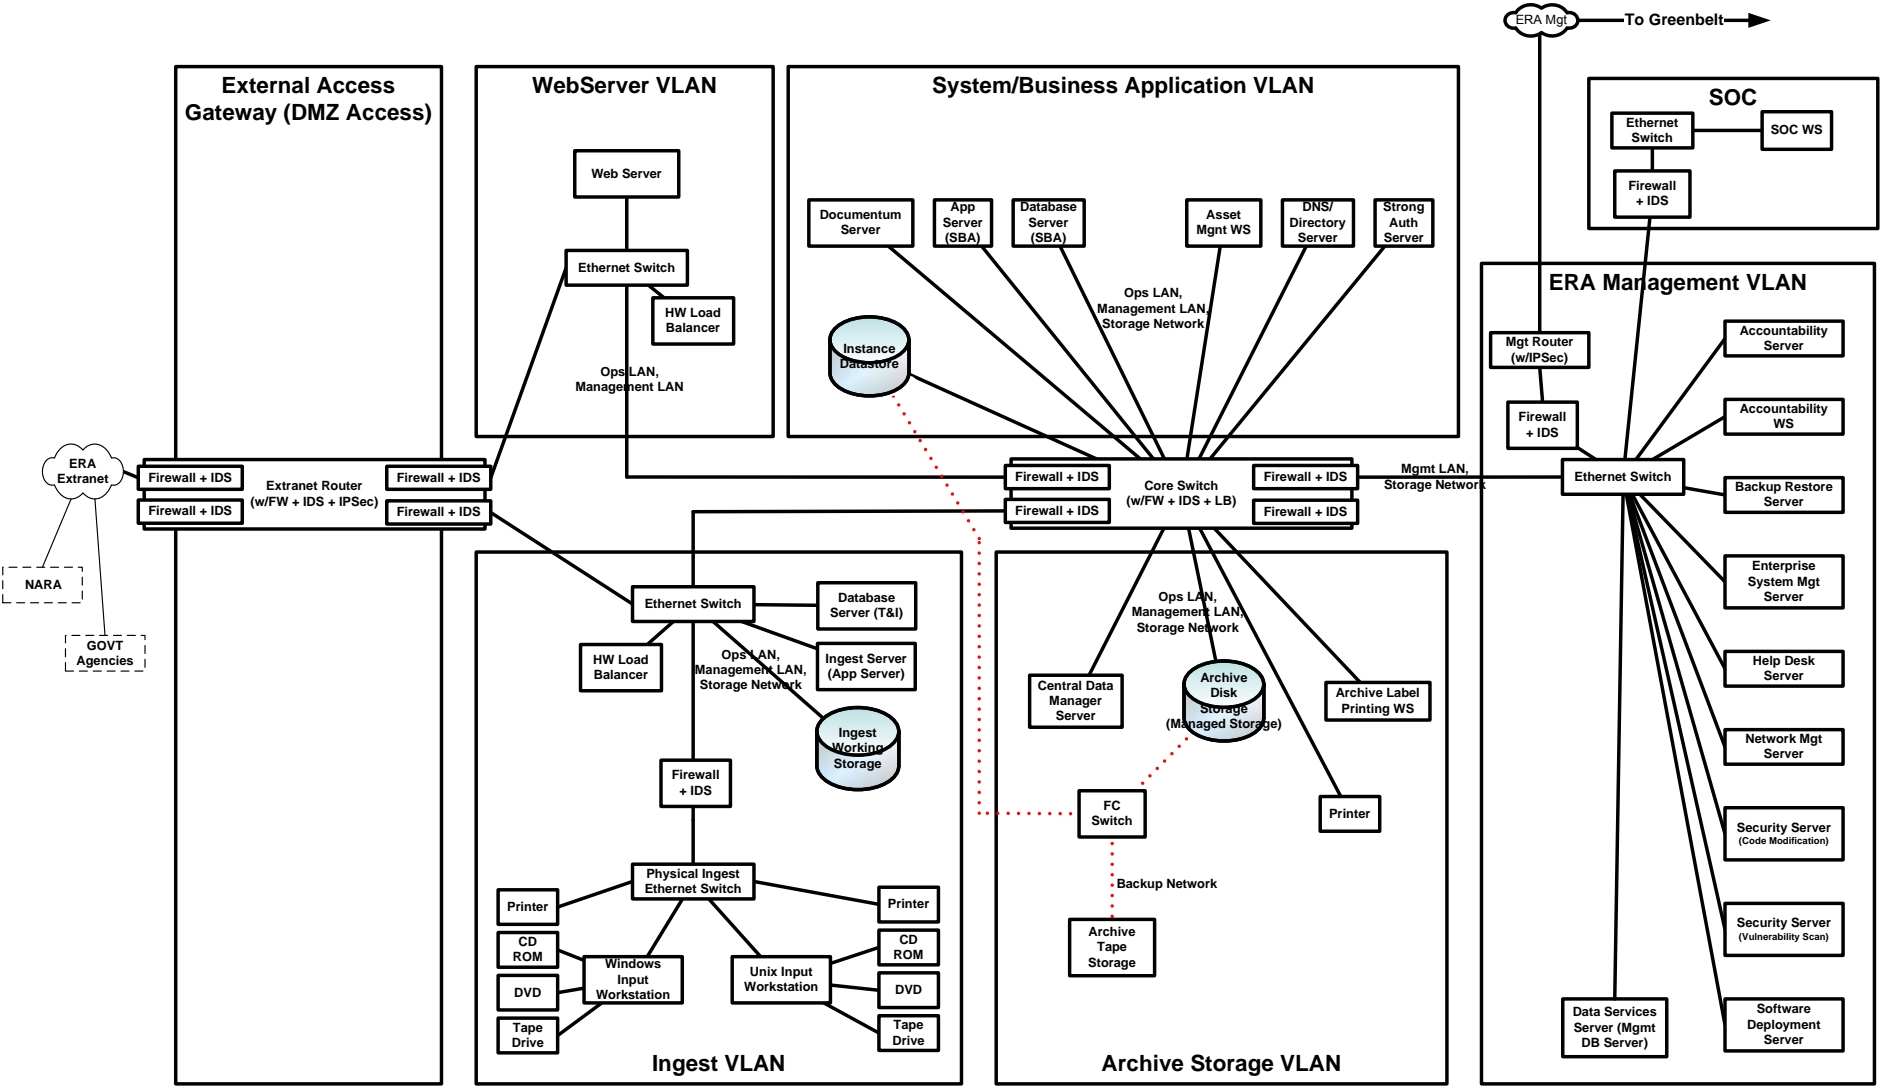 ERA Mgt
To Greenbelt
External Access
Gateway (DMZ Access)
WebServer VLAN
System/Business Application VLAN
SOC
Ethernet
Switch
SOC WS
Firewall
+ IDS
Web Server
Ethernet Switch
HW Load
Balancer
Ops LAN,
Management LAN
Documentum
Server
App
Server
(SBA)
Database
Server
(SBA)
Asset
Mgnt WS
DNS/
Directory
Server
Strong
Auth
Server
Ops LAN,
Management LAN,
Storage Network
Instance
Datastore
ERA Management VLAN
Mgt Router
(w/IPSec)
Firewall
+ IDS
Ethernet Switch
Accountability
Server
Accountability
WS
Backup Restore
Server
Enterprise
System Mgt
Server
Help Desk
Server
Network Mgt
Server
Security Server
(Code Modification)
Security Server
(Vulnerability Scan)
Software
Deployment
Server
Data Services
Server (Mgmt
DB Server)
ERA
Extranet
NARA
GOVT
Agencies
Firewall + IDS
Firewall + IDS
Extranet Router
(w/FW + IDS + IPSec)
Firewall + IDS
Firewall + IDS
Firewall + IDS
Firewall + IDS
Core Switch
(w/FW + IDS + LB)
Firewall + IDS
Firewall + IDS
Mgmt LAN,
Storage Network
Ethernet Switch
Database
Server (T&I)
HW Load
Balancer
Ops LAN,
Management LAN,
Storage Network
Ingest Server
(App Server)
Ingest
Working
Storage
Firewall
+ IDS
Physical Ingest
Ethernet Switch
Printer
CD
ROM
DVD
Tape
Drive
Windows
Input
Workstation
Unix Input
Workstation
Printer
CD
ROM
DVD
Tape
Drive
Ingest VLAN
Ops LAN,
Management LAN,
Storage Network
Central Data
Manager
Server
Archive
Disk
Storage
(Managed Storage)
Archive Label
Printing WS
FC
Switch
Printer
Backup Network
Archive
Tape
Storage
Archive Storage VLAN